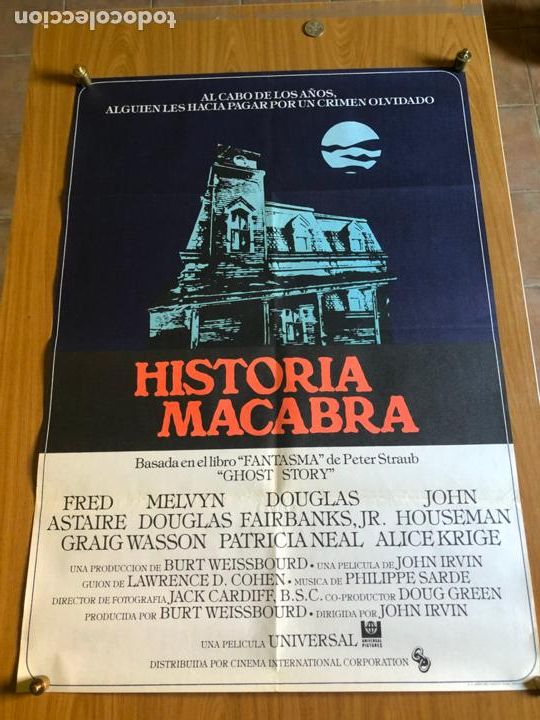 todocoleccion
AL CABO DE LOS AÑOS,
ALGUIEN LES HACIA PAGAR POR UN CRIMEN OLVIDADO
HISTORIA
MACABRA
Basada en el libro "FANTASMA" de Peter Straub
"GHOST STORY"
FRED MELVYN DOUGLAS JOHN
ASTAIRE DOUGLAS FAIRBANKS, JR. HOUSEMAN
GRAIG WASSON PATRICIA NEAL ALICE KRIGE
UNA PRODUCCION DE BURT WEISSBOURD • UNA PELICULA DE JOHN IRVIN
GUION DE LAWRENCE D. COHEN • MUSICA DE PHILIPPE SARDE
DIRECTOR DE FOTOGRAFIA JACK CARDIFF, B.S.C. CO-PRODUCTOR DOUG GREEN
PRODUCIDA POR BURT WEISSBOURD • DIRIGIDA POR JOHN IRVIN
UNA PELICULA UNIVERSAL
UNIVERSAL
PICTURES
DISTRIBUIDA POR CINEMA INTERNATIONAL CORPORATION